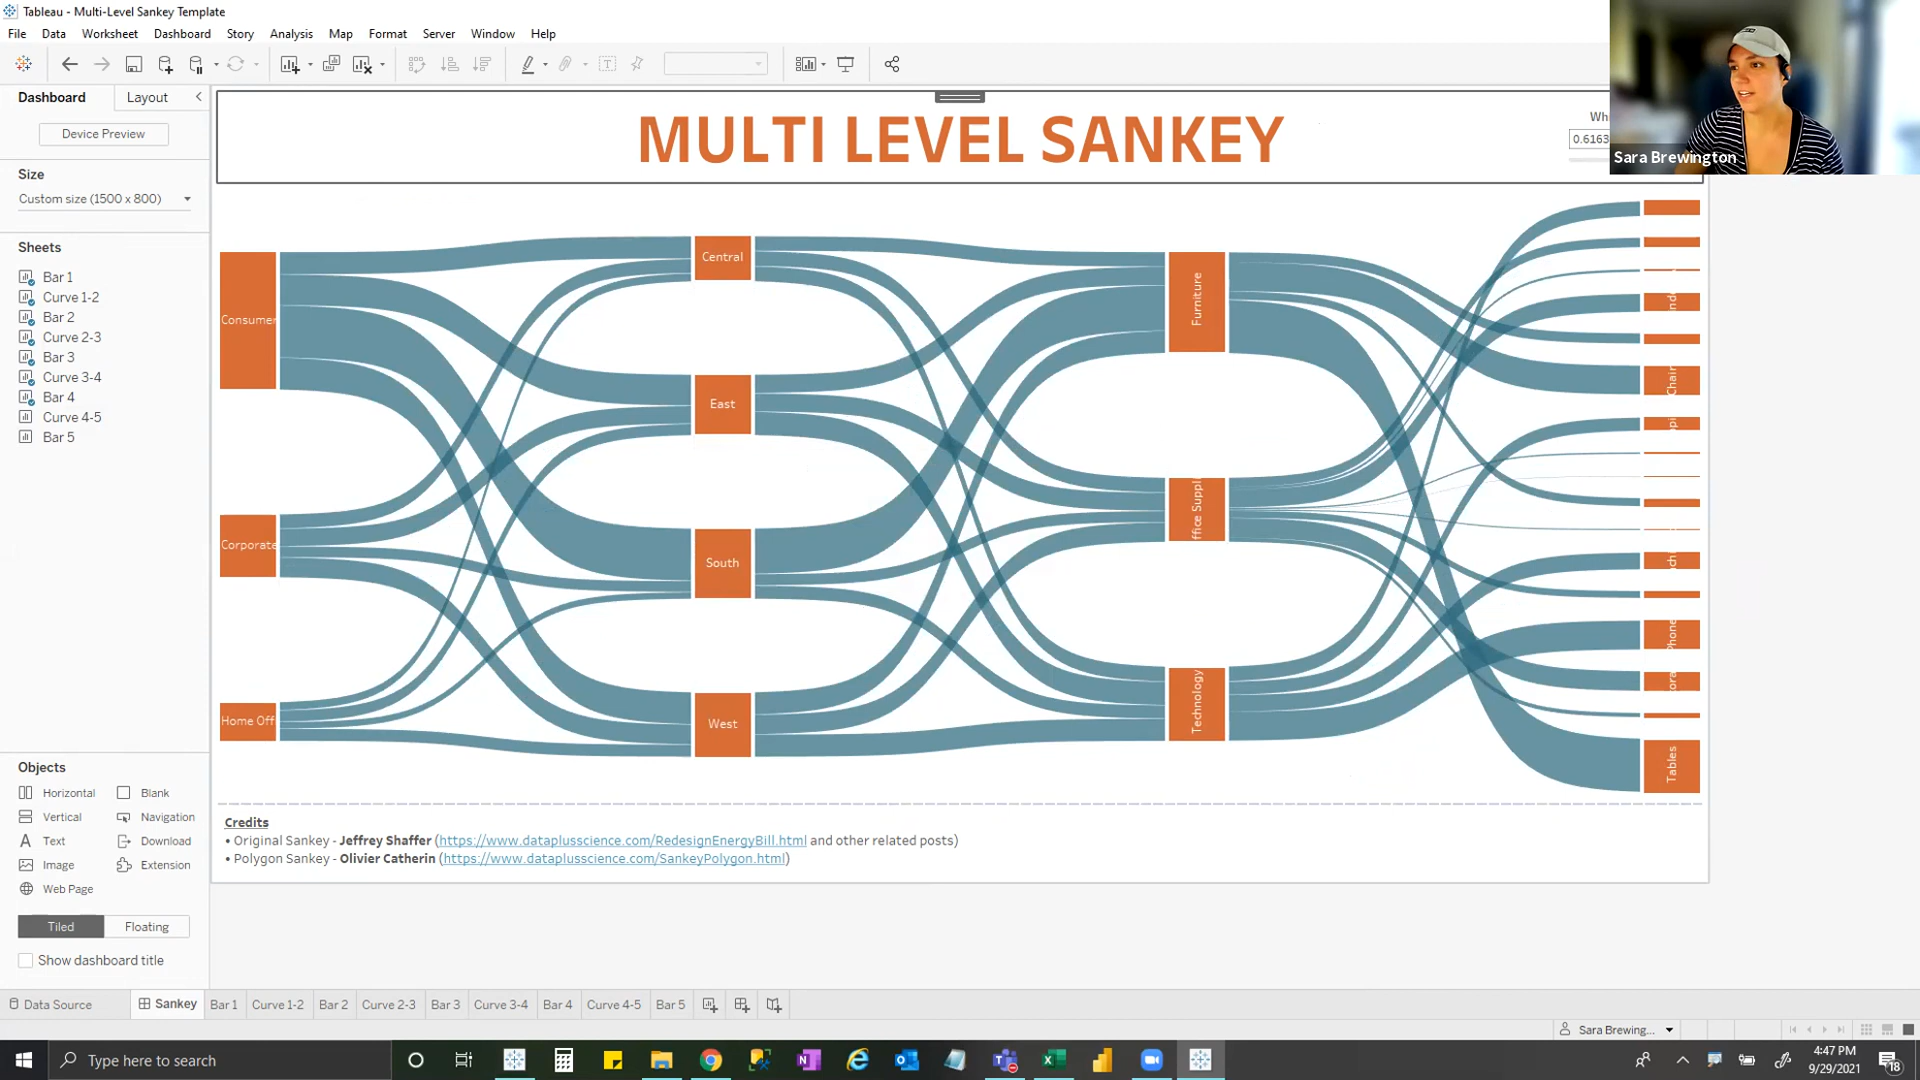 Tableau - Multi-Level Sankey Template
File Data Worksheet Dashboard Story Analysis Map Format Server Window Help
Dashboard Layout
Device Preview
Size
Custom size (1500 x 800)
Sheets
Bar 1
Curve 1-2
Bar 2
Curve 2-3
Bar 3
Curve 3-4
Bar 4
Curve 4-5
Bar 5
Objects
Horizontal Blank
Vertical Navigation
Text Download
Image Extension
Web Page
Tiled Floating
Show dashboard title
MULTI LEVEL SANKEY
Wh
0.6163
Sara Brewington
Consumer
Corporate
Home Off
Central
East
South
West
Furniture
ffice Suppli
Technology
Chair
Phone
Tables
Credits
• Original Sankey - Jeffrey Shaffer (https://www.dataplusscience.com/RedesignEnergyBill.html and other related posts)
• Polygon Sankey - Olivier Catherin (https://www.dataplusscience.com/SankeyPolygon.html)
Data Source Sankey Bar 1 Curve 1-2 Bar 2 Curve 2-3 Bar 3 Curve 3-4 Bar 4 Curve 4-5 Bar 5
Sara Brewing...
Type here to search
4:47 PM
9/29/2021
18